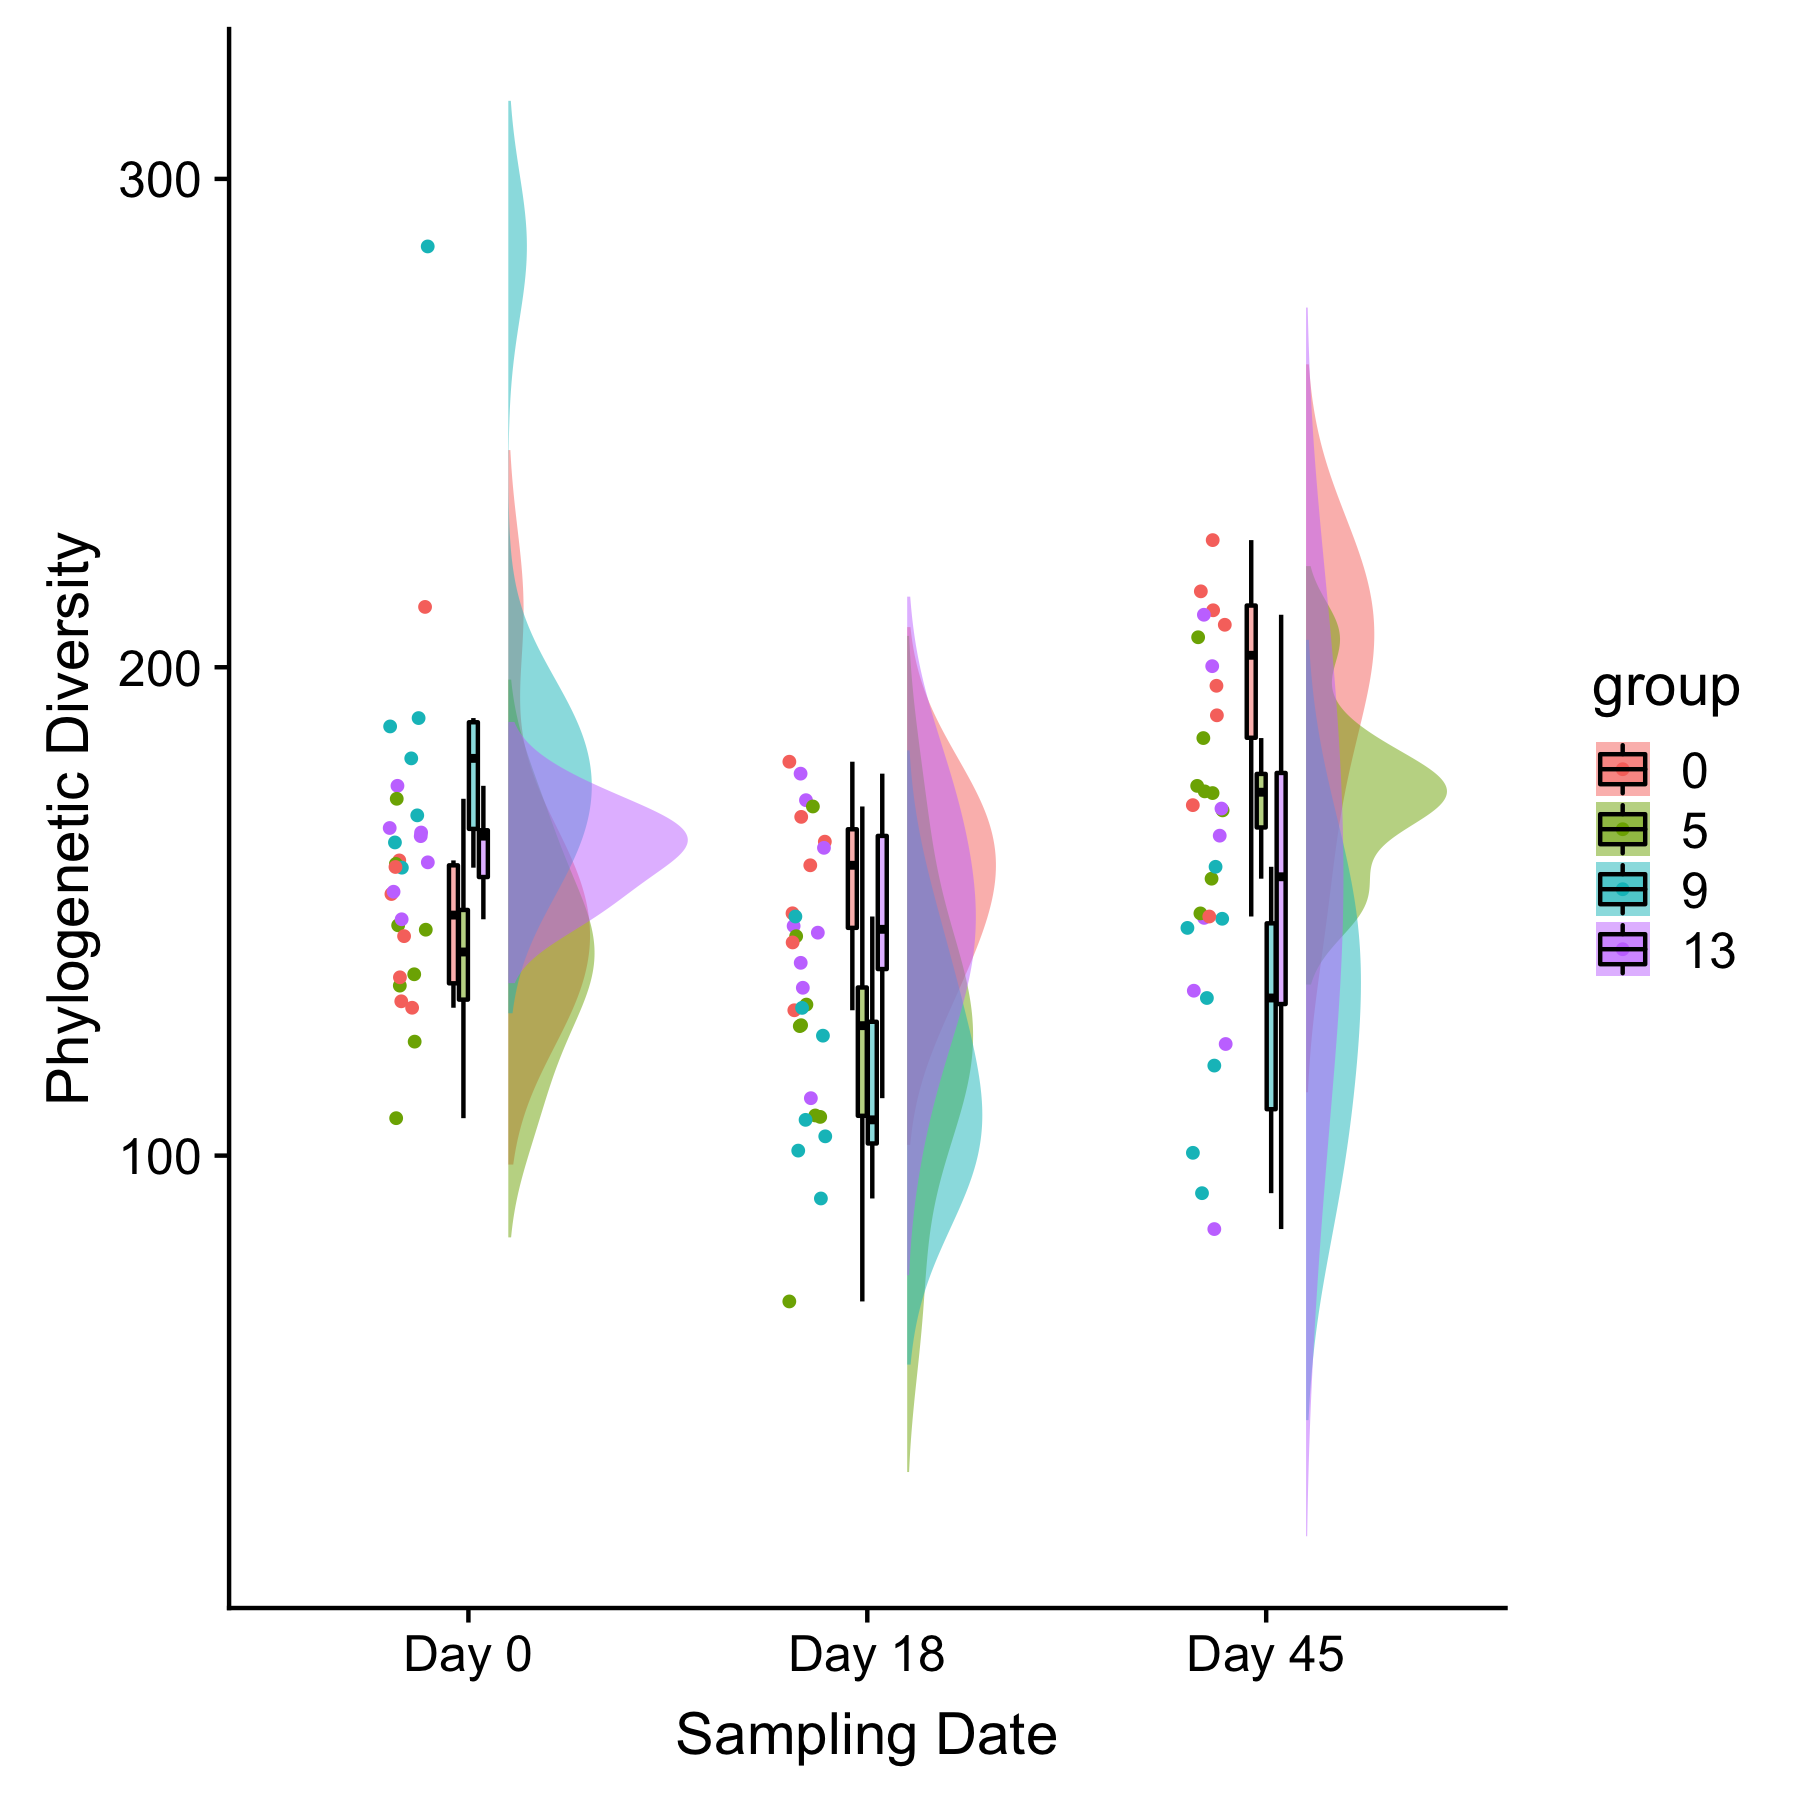 Phylogenetic Diversity
300
200
100
Day 0
Day 18
Day 45
Sampling Date
group
0
5
9
13